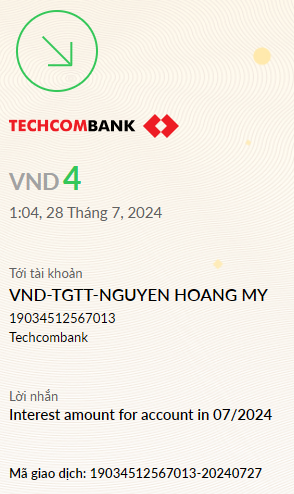 TECHCOMBANK
VND 4
1:04, 28 Tháng 7, 2024
Tới tài khoản
VND-TGTT-NGUYEN HOANG MY
19034512567013
Techcombank
Lời nhắn
Interest amount for account in 07/2024
Mã giao dịch: 19034512567013-20240727